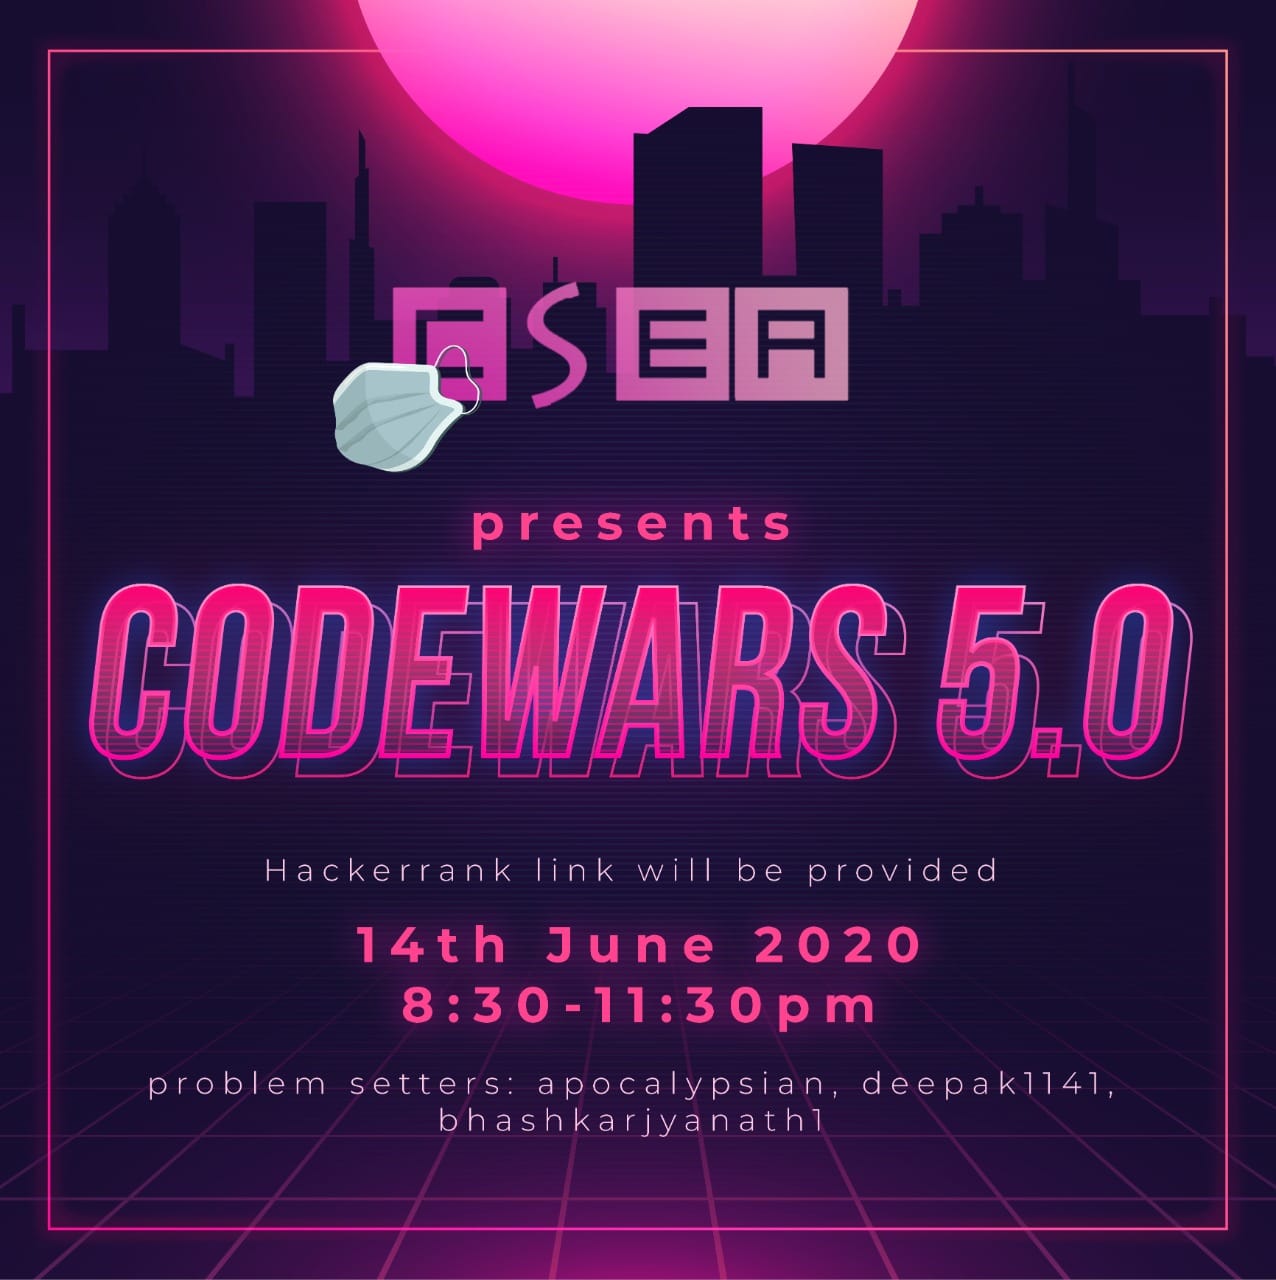 CSEA
presents
CODEWARS 5.0
Hackerrank link will be provided
14th June 2020
8:30-11:30pm
problem setters: apocalypsian, deepak1141,
bhashkarjyanath1